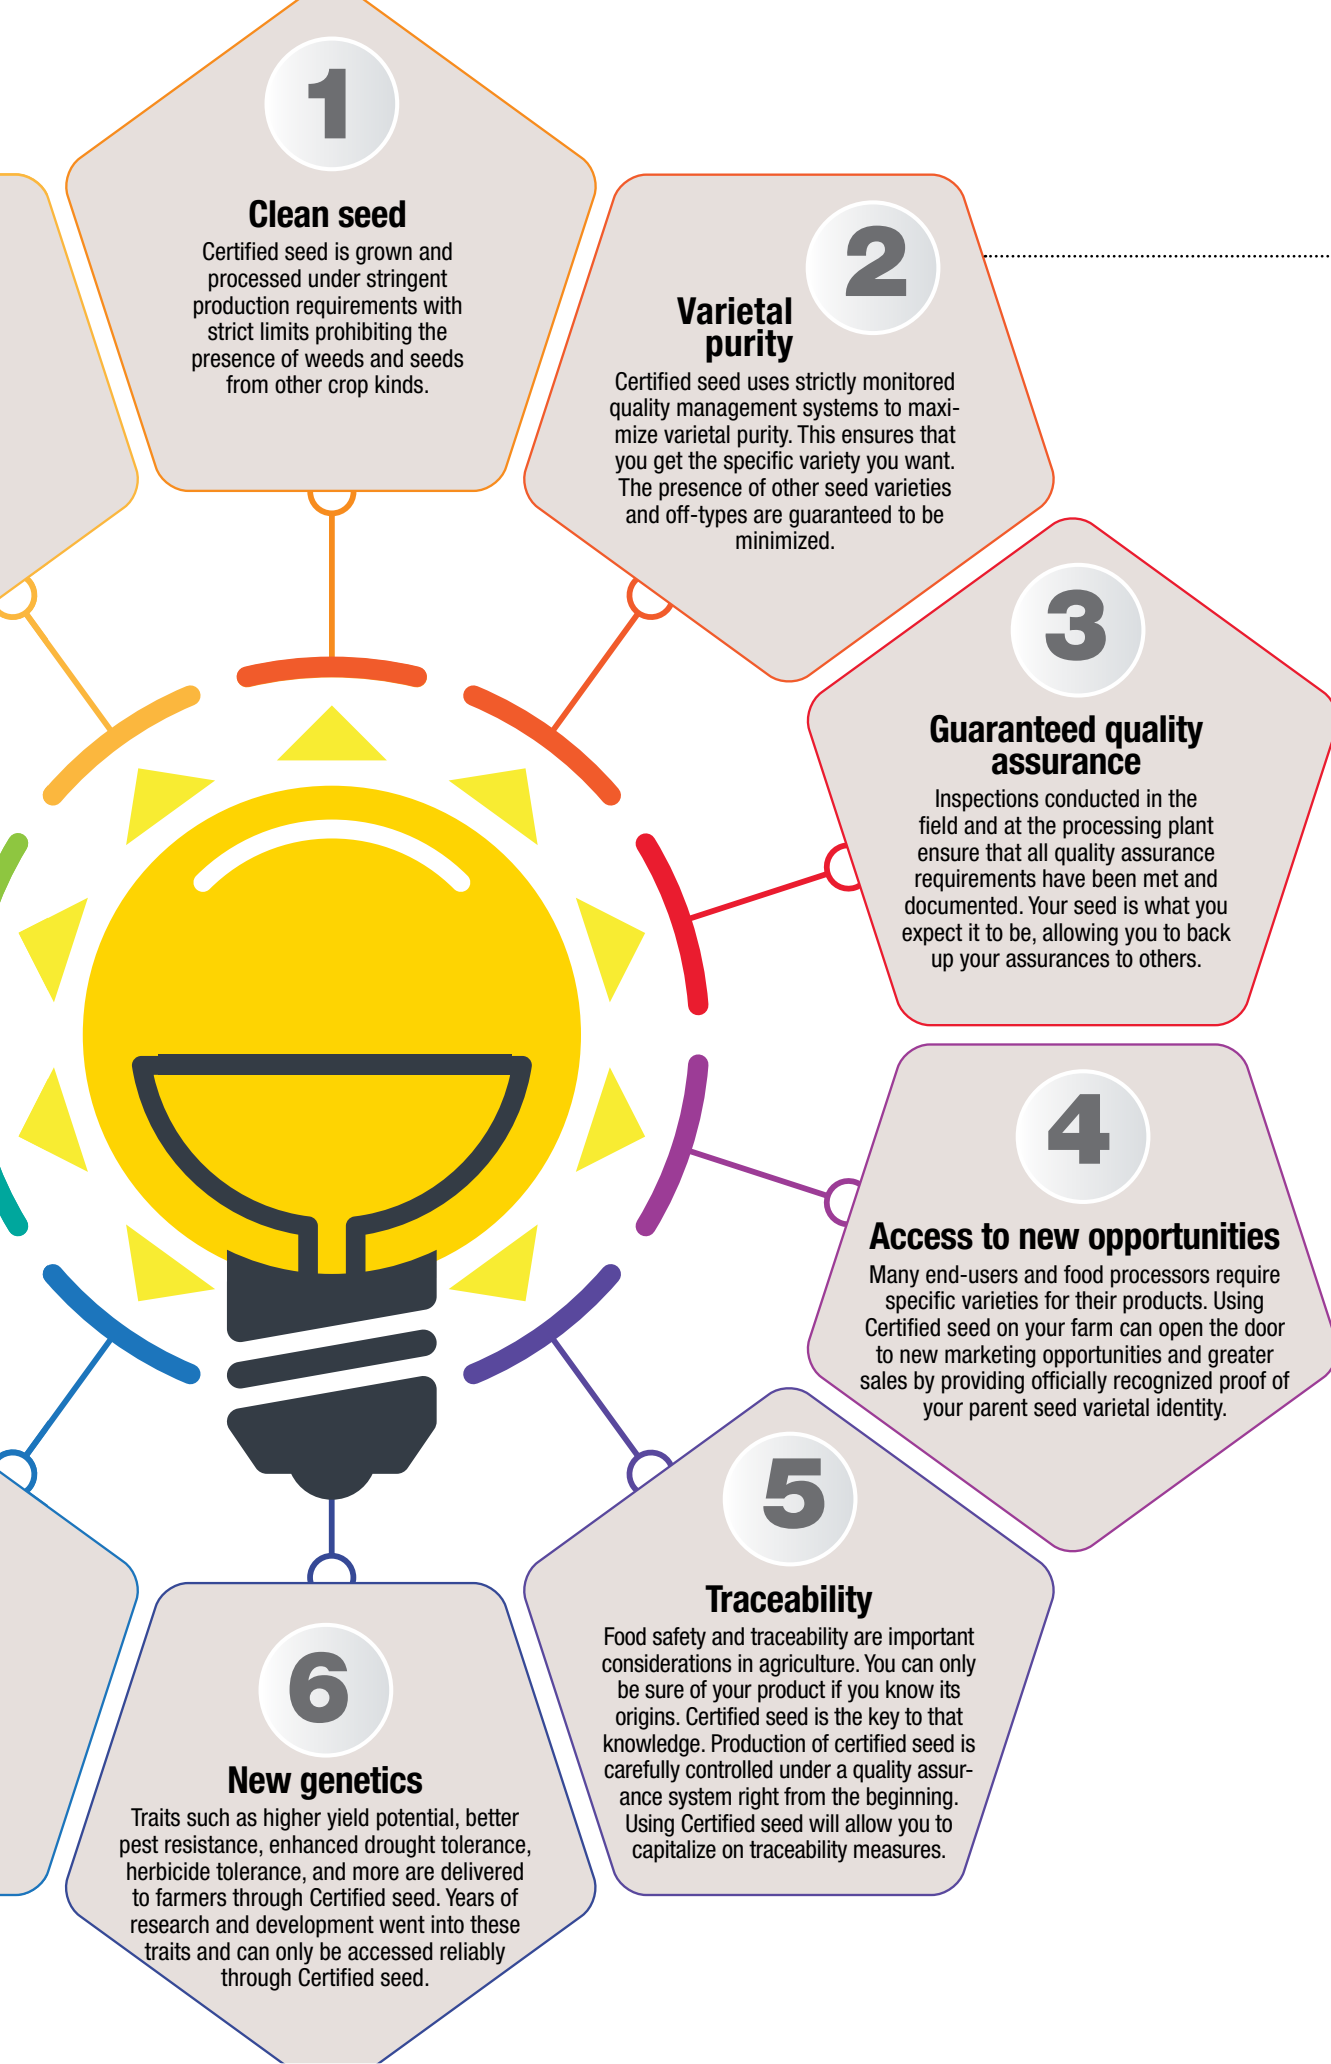 1
Clean seed
Certified seed is grown and
processed under stringent
production requirements with
strict limits prohibiting the
presence of weeds and seeds
from other crop kinds.
2
Varietal
purity
Certified seed uses strictly monitored
quality management systems to maxi-
mize varietal purity. This ensures that
you get the specific variety you want.
The presence of other seed varieties
and off-types are guaranteed to be
minimized.
3
Guaranteed quality
assurance
Inspections conducted in the
field and at the processing plant
ensure that all quality assurance
requirements have been met and
documented. Your seed is what you
expect it to be, allowing you to back
up your assurances to others.
4
Access to new opportunities
Many end-users and food processors require
specific varieties for their products. Using
Certified seed on your farm can open the door
to new marketing opportunities and greater
sales by providing officially recognized proof of
your parent seed varietal identity.
5
Traceability
Food safety and traceability are important
considerations in agriculture. You can only
be sure of your product if you know its
origins. Certified seed is the key to that
knowledge. Production of certified seed is
carefully controlled under a quality assur-
ance system right from the beginning.
Using Certified seed will allow you to
capitalize on traceability measures.
6
New genetics
Traits such as higher yield potential, better
pest resistance, enhanced drought tolerance,
herbicide tolerance, and more are delivered
to farmers through Certified seed. Years of
research and development went into these
traits and can only be accessed reliably
through Certified seed.